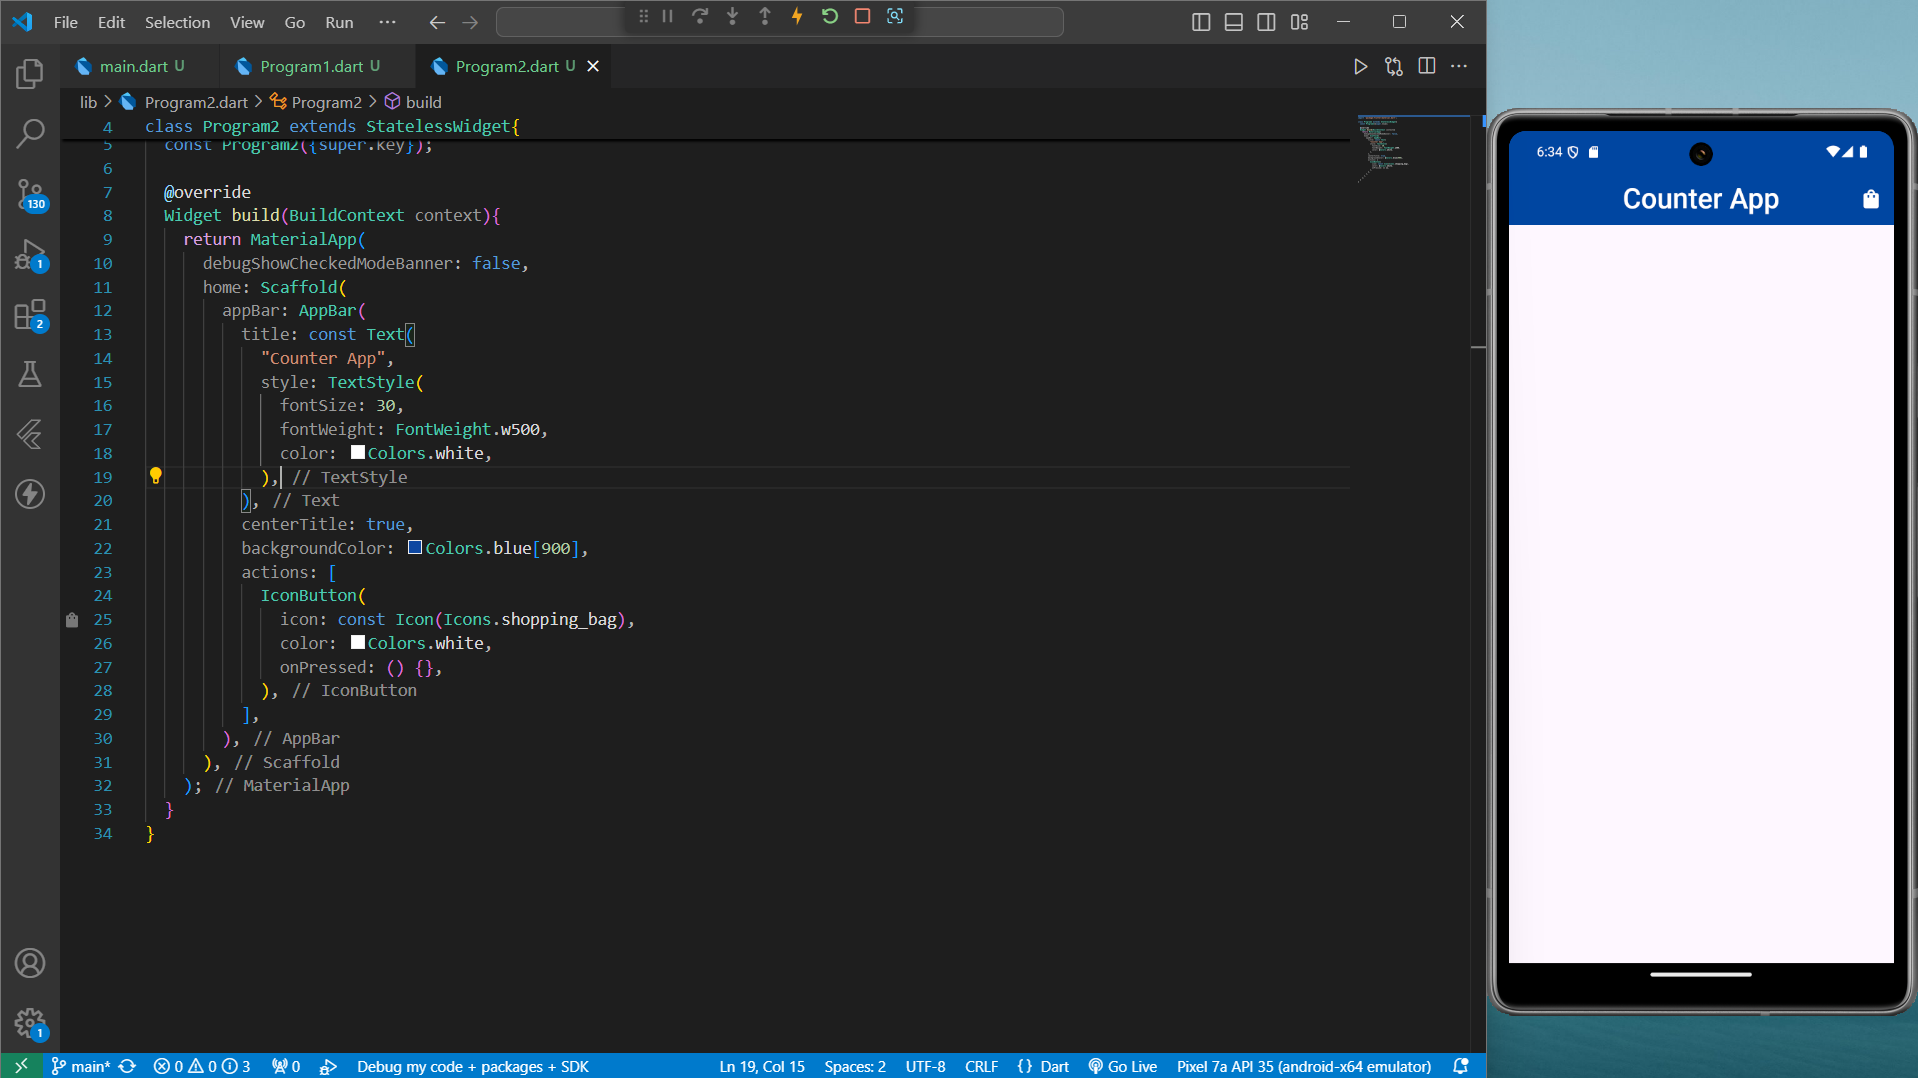 File Edit Selection View Go Run ···
main.dart U
Program1.dart U
Program2.dart U
lib > Program2.dart > Program2 > build
4 class Program2 extends StatelessWidget{
5 const Program2({super.key});
6
7 @override
8 Widget build(BuildContext context){
9 return MaterialApp(
10 debugShowCheckedModeBanner: false,
11 home: Scaffold(
12 appBar: AppBar(
13 title: const Text(
14 "Counter App",
15 style: TextStyle(
16 fontSize: 30,
17 fontWeight: FontWeight.w500,
18 color: Colors.white,
19 ), // TextStyle
20 ), // Text
21 centerTitle: true,
22 backgroundColor: Colors.blue[900],
23 actions: [
24 IconButton(
25 icon: const Icon(Icons.shopping_bag),
26 color: Colors.white,
27 onPressed: () {},
28 ), // IconButton
29 ],
30 ), // AppBar
31 ), // Scaffold
32 ); // MaterialApp
33 }
34 }
130
1
2
1
main* 0 0 3 0 Debug my code + packages + SDK Ln 19, Col 15 Spaces: 2 UTF-8 CRLF {} Dart Go Live Pixel 7a API 35 (android-x64 emulator)
6:34
Counter App